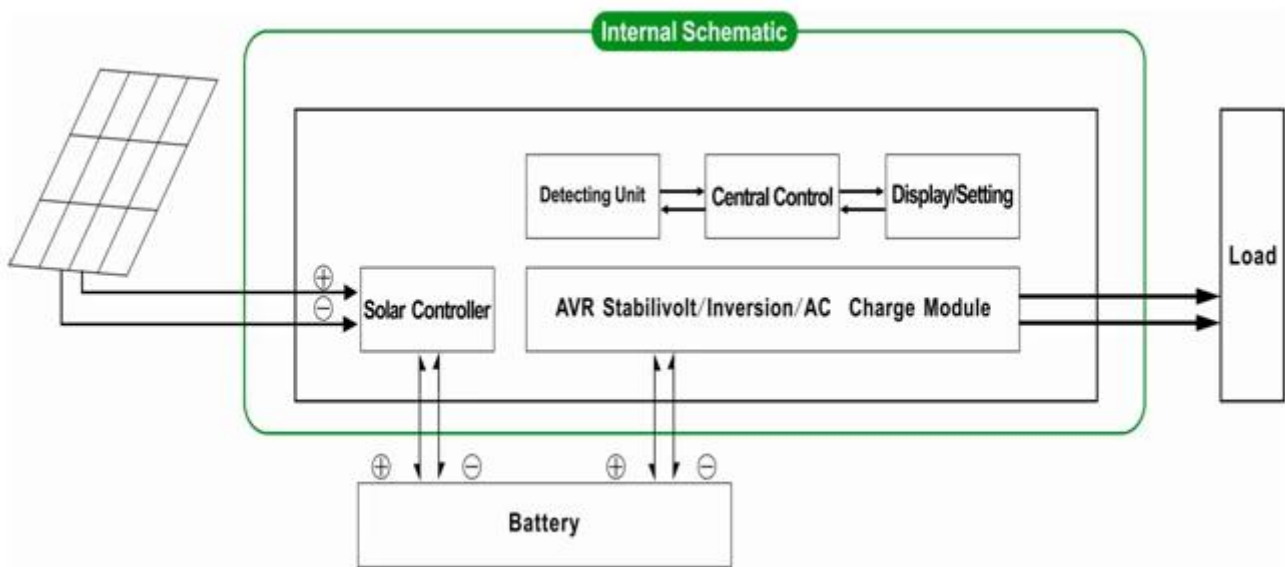 Internal Schematic
Detecting Unit
Central Control
Display/Setting
Load
⊕
⊖
Solar Controller
AVR Stabilivolt/Inversion/AC Charge Module
⊕ ⊖ ⊕ ⊖
Battery